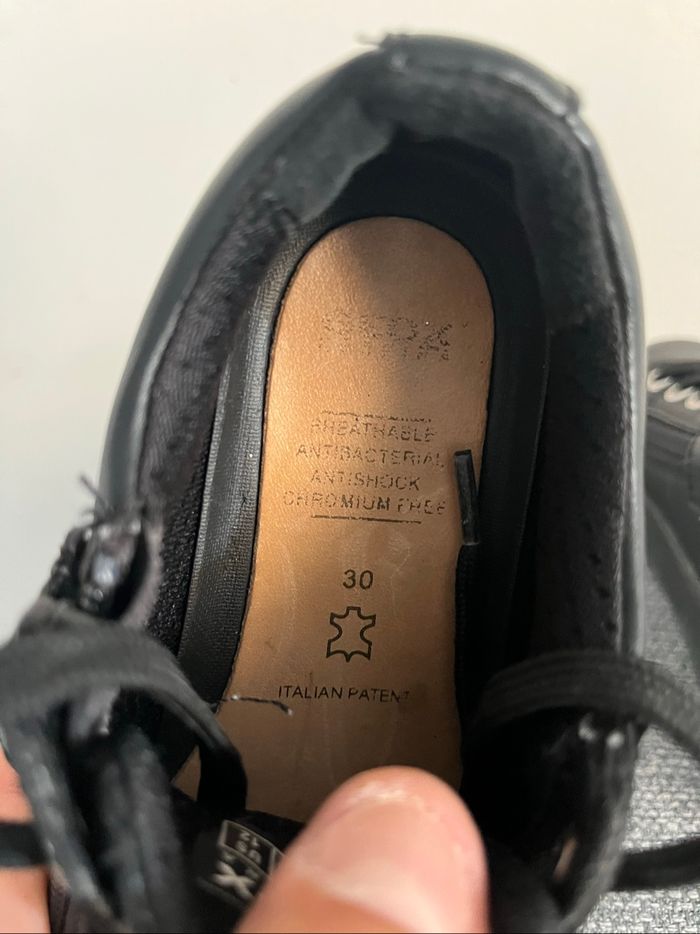 GEOX
BREATHABLE
ANTIBACTERIAL
ANTISHOCK
CHROMIUM FREE
30
ITALIAN PATENT